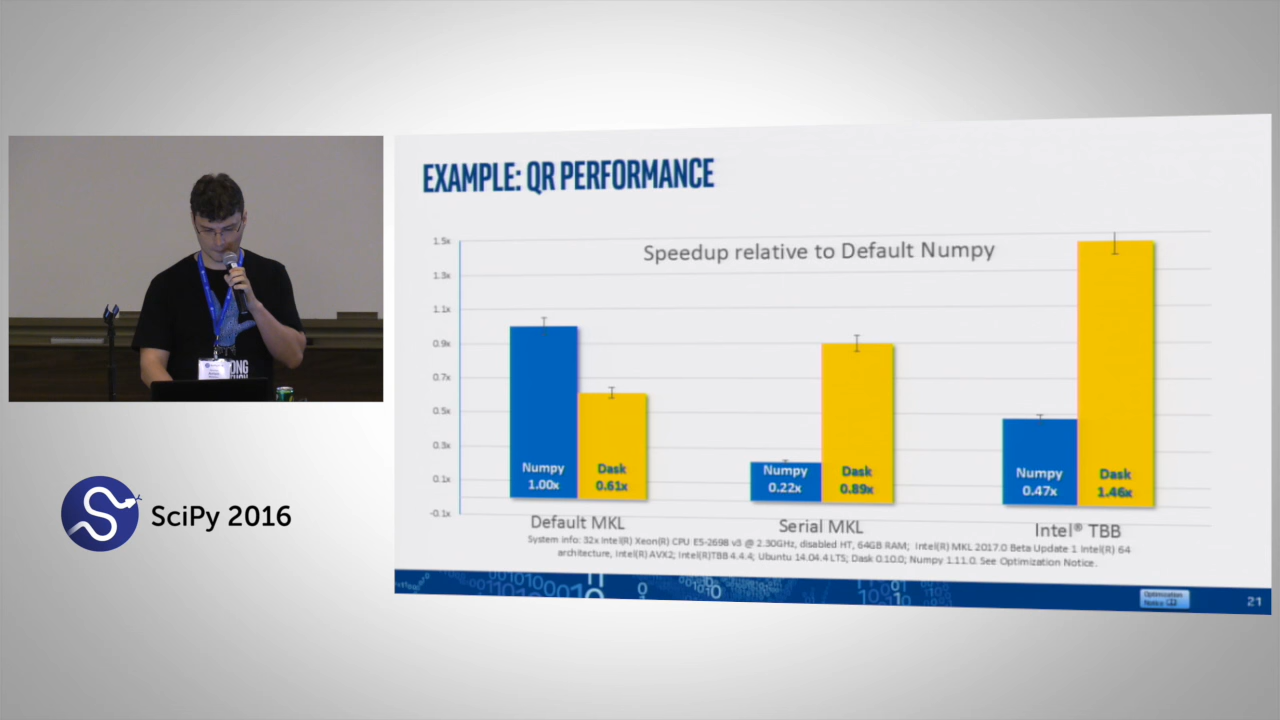 EXAMPLE: QR PERFORMANCE
Speedup relative to Default Numpy
1.5x
1.3x
1.1x
0.9x
0.7x
0.5x
0.3x
0.1x
-0.1x
Numpy
1.00x
Dask
0.61x
Numpy
0.22x
Dask
0.89x
Numpy
0.47x
Dask
1.46x
Default MKL
Serial MKL
Intel® TBB
System info: 32x Intel(R) Xeon(R) CPU E5-2698 v3 @ 2.30GHz, disabled HT, 64GB RAM; Intel(R) MKL 2017.0 Beta Update 1 Intel(R) 64
architecture, Intel(R) AVX2; Intel(R)TBB 4.4.4; Ubuntu 14.04.4 LTS; Dask 0.10.0; Numpy 1.11.0. See Optimization Notice.
Optimization
Notice
21
SciPy 2016